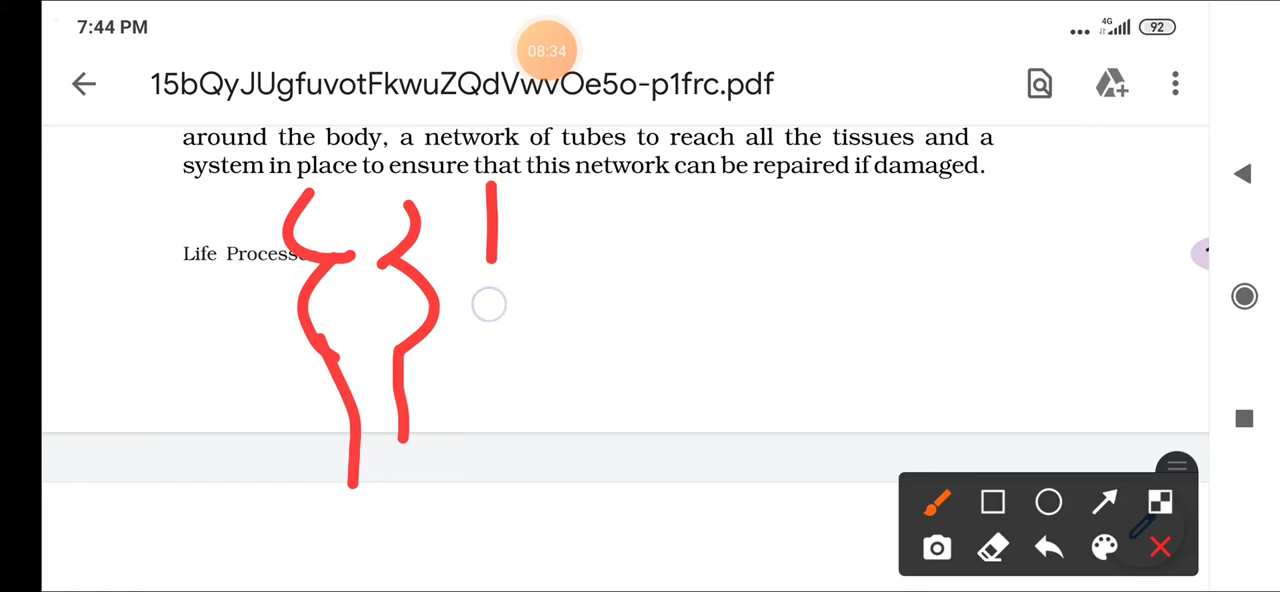 7:44 PM
08:34
4G
92
15bQyJUgfuvotFkwuZQdVwvOe5o-p1frc.pdf
around the body, a network of tubes to reach all the tissues and a
system in place to ensure that this network can be repaired if damaged.
Life Process